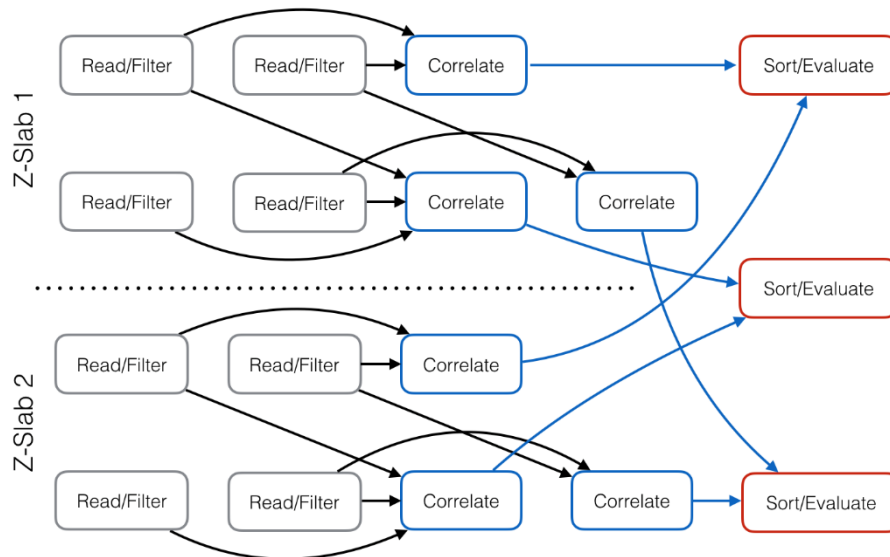 Z-Slab 1
Read/Filter
Read/Filter
Correlate
Sort/Evaluate
Read/Filter
Read/Filter
Correlate
Correlate
Sort/Evaluate
Z-Slab 2
Read/Filter
Read/Filter
Correlate
Read/Filter
Read/Filter
Correlate
Correlate
Sort/Evaluate